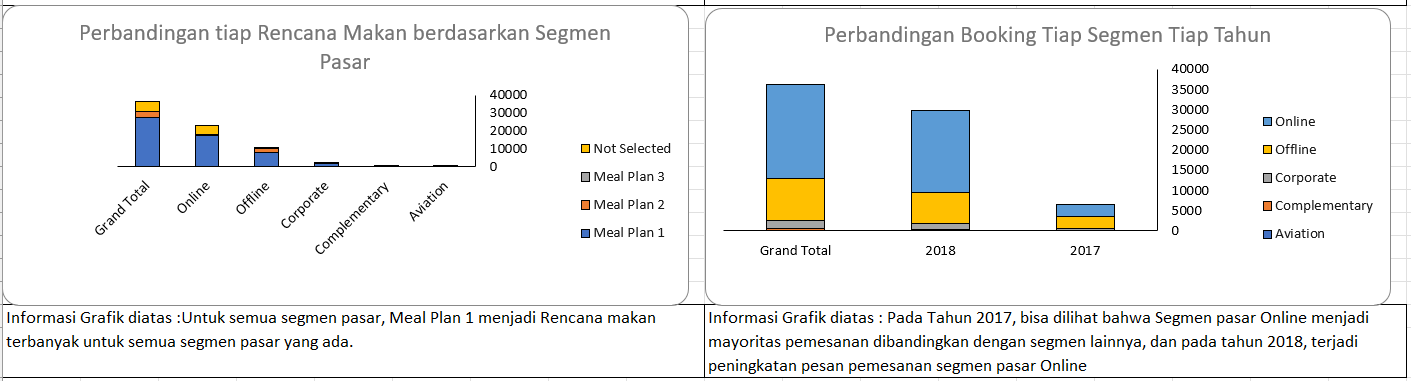 Perbandingan tiap Rencana Makan berdasarkan Segmen
Pasar
40000
30000
20000
10000
0
Grand Total
Online
Offline
Corporate
Complementary
Aviation
Not Selected
Meal Plan 3
Meal Plan 2
Meal Plan 1
Informasi Grafik diatas :Untuk semua segmen pasar, Meal Plan 1 menjadi Rencana makan
terbanyak untuk semua segmen pasar yang ada.
Perbandingan Booking Tiap Segmen Tiap Tahun
40000
35000
30000
25000
20000
15000
10000
5000
0
Grand Total
2018
2017
Online
Offline
Corporate
Complementary
Aviation
Informasi Grafik diatas : Pada Tahun 2017, bisa dilihat bahwa Segmen pasar Online menjadi
mayoritas pemesanan dibandingkan dengan segmen lainnya, dan pada tahun 2018, terjadi
peningkatan pesan pemesanan segmen pasar Online